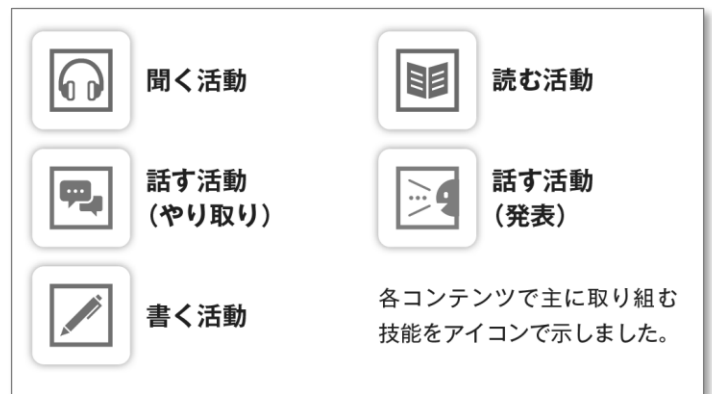 聞く活動
読む活動
話す活動
（やり取り）
話す活動
（発表）
書く活動
各コンテンツで主に取り組む
技能をアイコンで示しました。